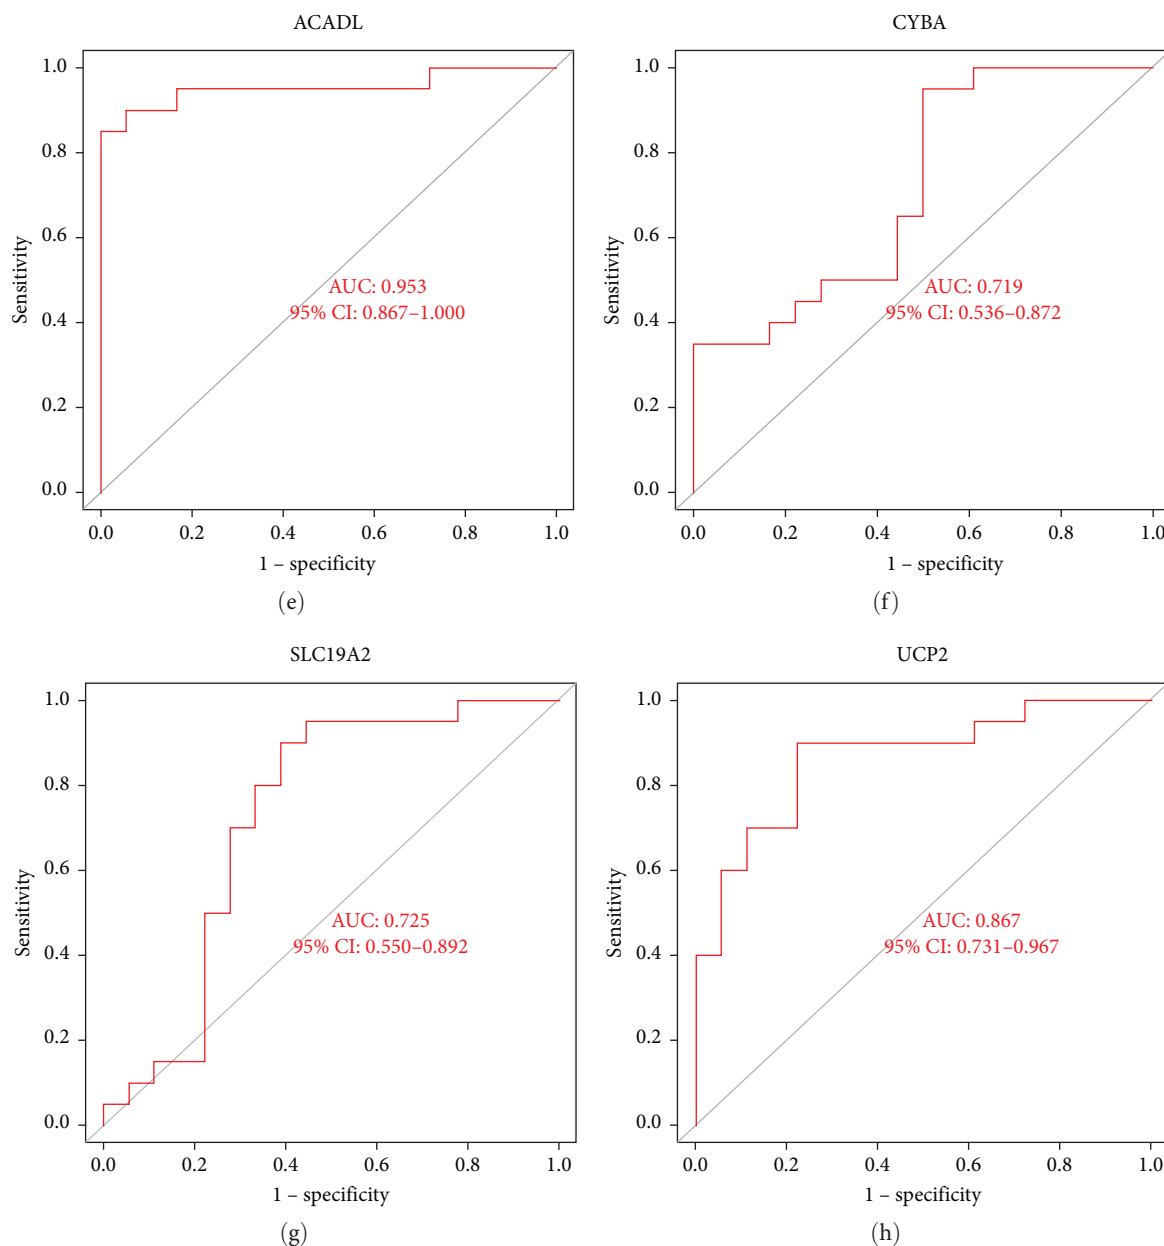 ACADL
1.0
0.8
0.6
0.4
0.2
0.0
Sensitivity
AUC: 0.953
95% CI: 0.867–1.000
0.0 0.2 0.4 0.6 0.8 1.0
1 – specificity
(e)
CYBA
1.0
0.8
0.6
0.4
0.2
0.0
Sensitivity
AUC: 0.719
95% CI: 0.536–0.872
0.0 0.2 0.4 0.6 0.8 1.0
1 – specificity
(f)
SLC19A2
1.0
0.8
0.6
0.4
0.2
0.0
Sensitivity
AUC: 0.725
95% CI: 0.550–0.892
0.0 0.2 0.4 0.6 0.8 1.0
1 – specificity
(g)
UCP2
1.0
0.8
0.6
0.4
0.2
0.0
Sensitivity
AUC: 0.867
95% CI: 0.731–0.967
0.0 0.2 0.4 0.6 0.8 1.0
1 – specificity
(h)